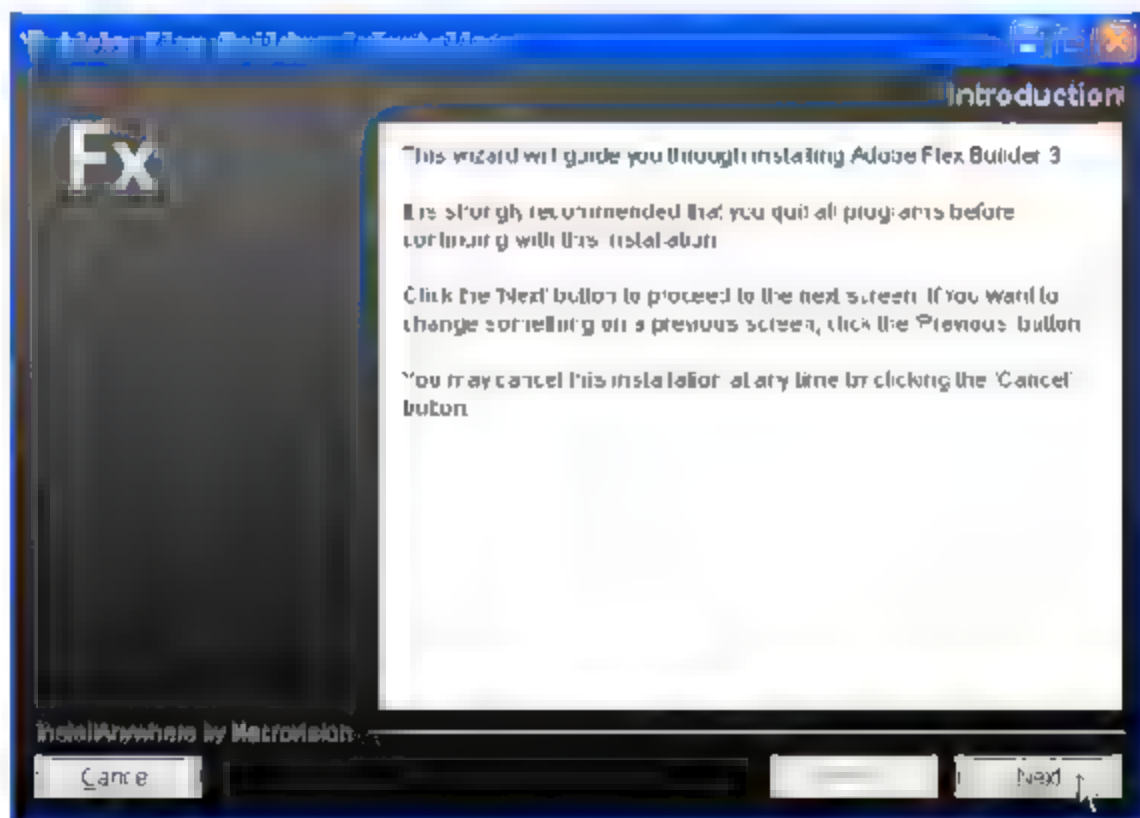 Introduction
Fx
This wizard will guide you through installing Adobe Flex Builder 3
It is strongly recommended that you quit all programs before
continuing with this installation
Click the 'Next' button to proceed to the next screen. If you want to
change something on a previous screen, click the 'Previous' button
You may cancel this installation at any time by clicking the 'Cancel'
button
InstallAnywhere by Macrovision
Cancel
Next